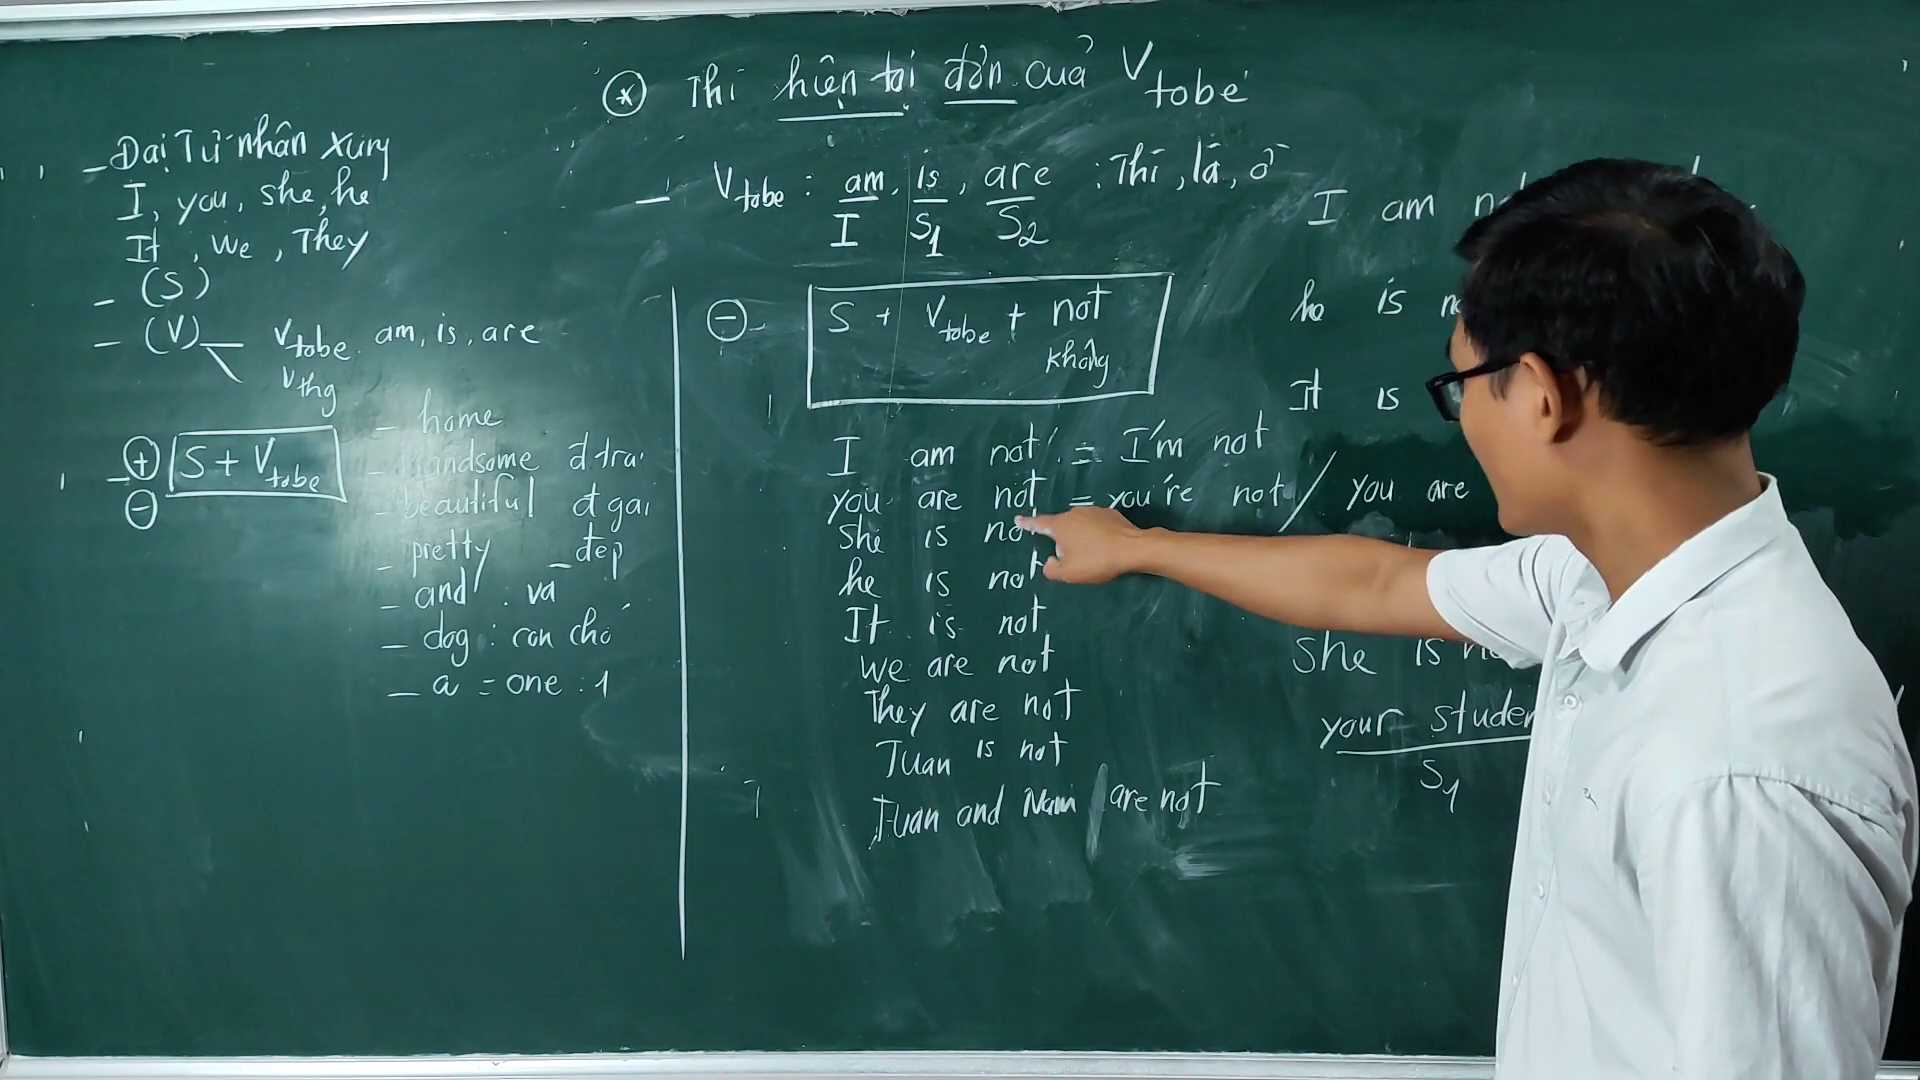 * Thì hiện tại đơn của V tobe
- Đại Từ nhân xưng
I, you, she, he
It, we, They
- (S)
- (V) V tobe am, is, are
V thg
+ S + V tobe
-
- home
- handsome đ trai
- beautiful đ gái
- pretty _ đẹp
- and : và
- dog : con chó
- a = one : 1
- V tobe : am, is, are : Thì, là, ở
I S1 S2
- S + V tobe + not
không
I am not = I'm not
you are not = you're not / you are
she is not
he is not
It is not
we are not
They are not
Tuan is not
Tuan and Nam are not
I am
he is
It is
she is
your
S1